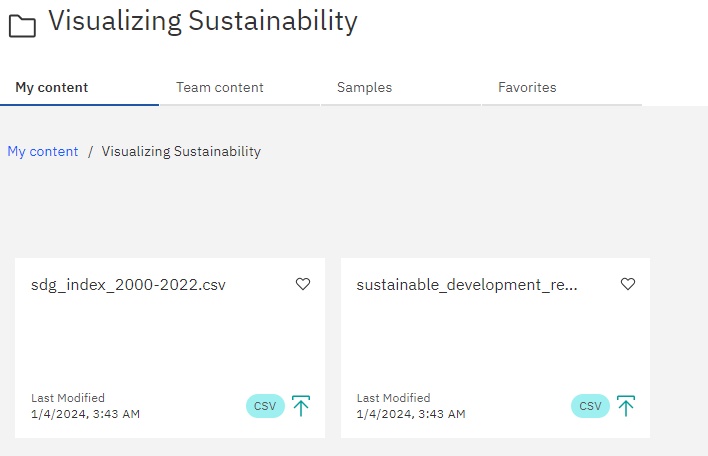 Visualizing Sustainability
My content
Team content
Samples
Favorites
My content / Visualizing Sustainability
sdg_index_2000-2022.csv
sustainable_development_re...
Last Modified
1/4/2024, 3:43 AM
CSV
Last Modified
1/4/2024, 3:43 AM
CSV